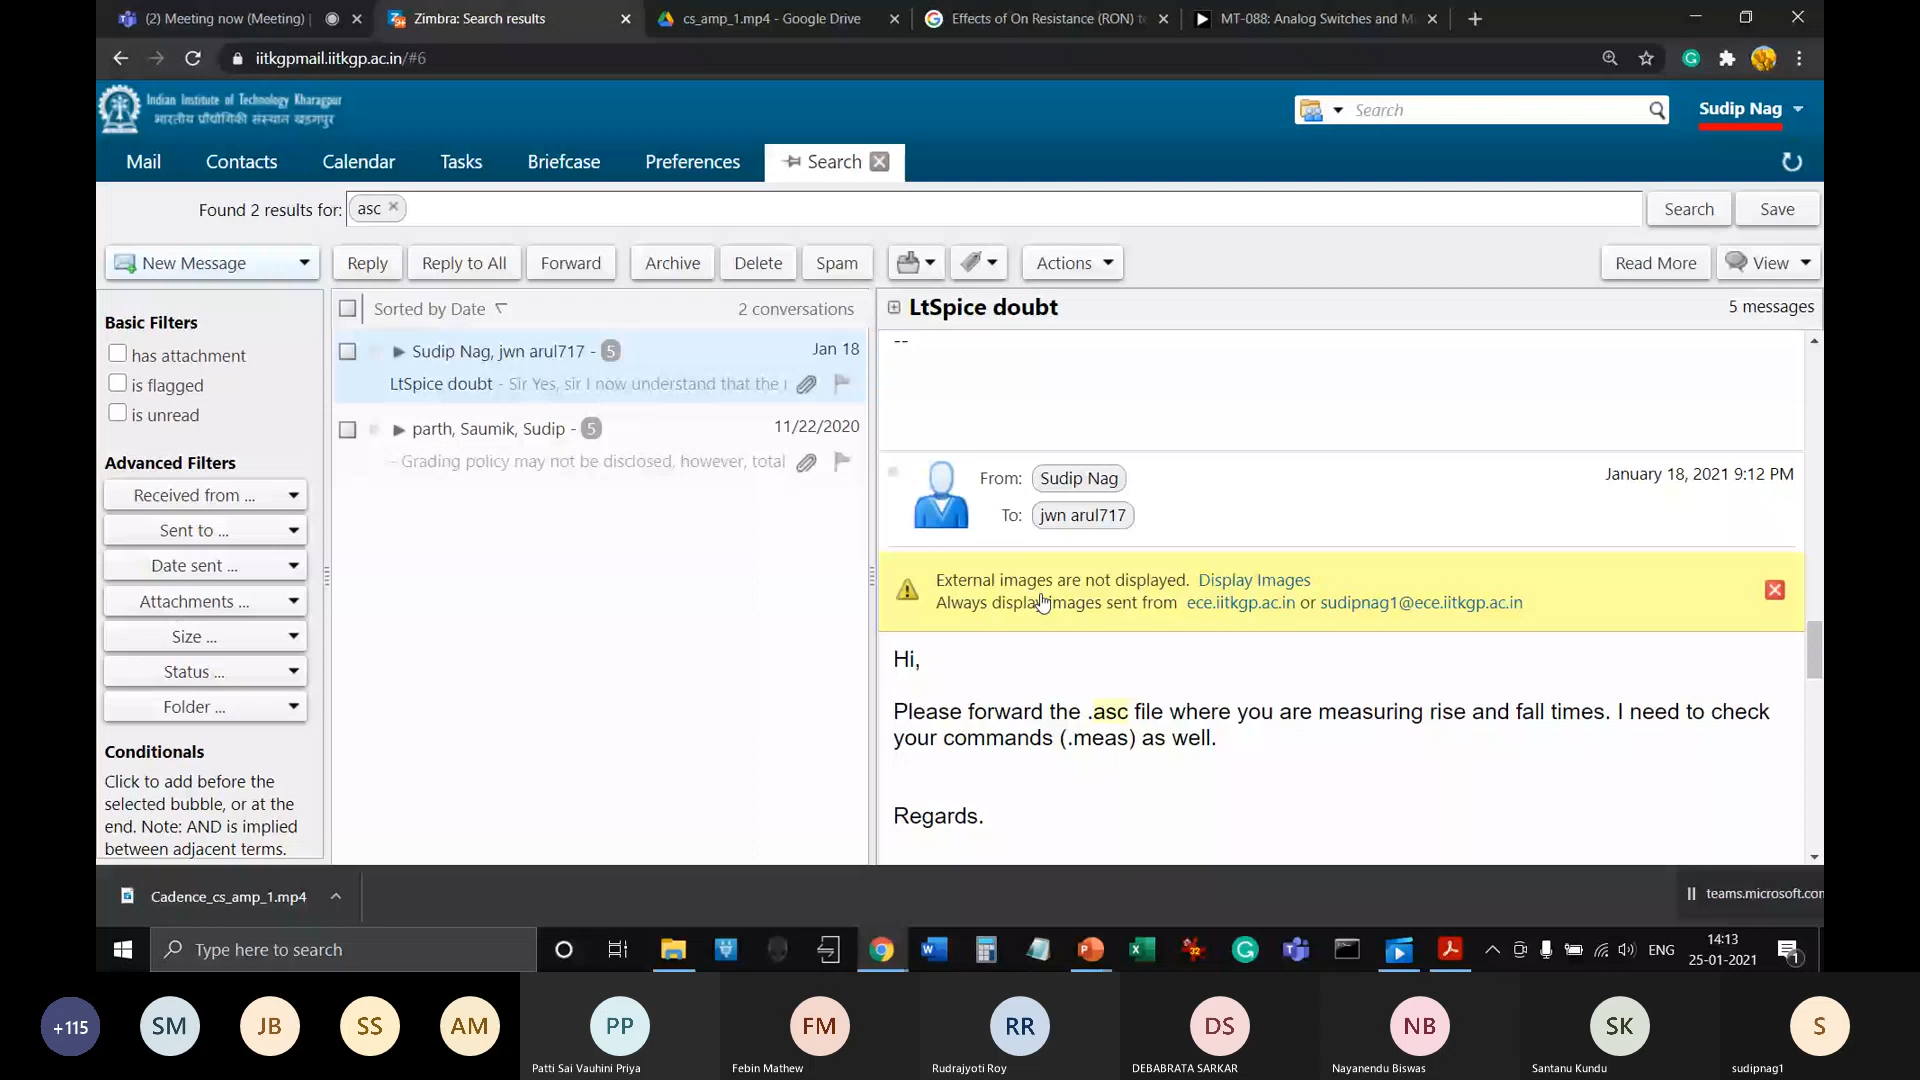 (2) Meeting now (Meeting) |
Zimbra: Search results
cs_amp_1.mp4 - Google Drive
Effects of On Resistance (RON) t
MT-088: Analog Switches and M
iitkgpmail.iitkgp.ac.in/#6
Indian Institute of Technology Kharagpur
भारतीय प्रौद्योगिकी संस्थान खड़गपुर
Search
Sudip Nag
Mail
Contacts
Calendar
Tasks
Briefcase
Preferences
Search
Found 2 results for:
asc
Search
Save
New Message
Reply
Reply to All
Forward
Archive
Delete
Spam
Actions
Read More
View
Basic Filters
has attachment
is flagged
is unread
Advanced Filters
Received from ...
Sent to ...
Date sent ...
Attachments ...
Size ...
Status ...
Folder ...
Conditionals
Click to add before the
selected bubble, or at the
end. Note: AND is implied
between adjacent terms.
Sorted by Date
2 conversations
Sudip Nag, jwn arul717 - 5
Jan 18
LtSpice doubt - Sir Yes, sir I now understand that the
parth, Saumik, Sudip - 5
11/22/2020
- Grading policy may not be disclosed, however, total
LtSpice doubt
5 messages
--
From: Sudip Nag
January 18, 2021 9:12 PM
To: jwn arul717
External images are not displayed. Display Images
Always display images sent from ece.iitkgp.ac.in or sudipnag1@ece.iitkgp.ac.in
Hi,
Please forward the .asc file where you are measuring rise and fall times. I need to check
your commands (.meas) as well.
Regards.
Cadence_cs_amp_1.mp4
teams.microsoft.com
Type here to search
32
ENG
14:13
25-01-2021
1
+115
SM
JB
SS
AM
PP
FM
RR
DS
NB
SK
S
Patti Sai Vauhini Priya
Febin Mathew
Rudrajyoti Roy
DEBABRATA SARKAR
Nayanendu Biswas
Santanu Kundu
sudipnag1